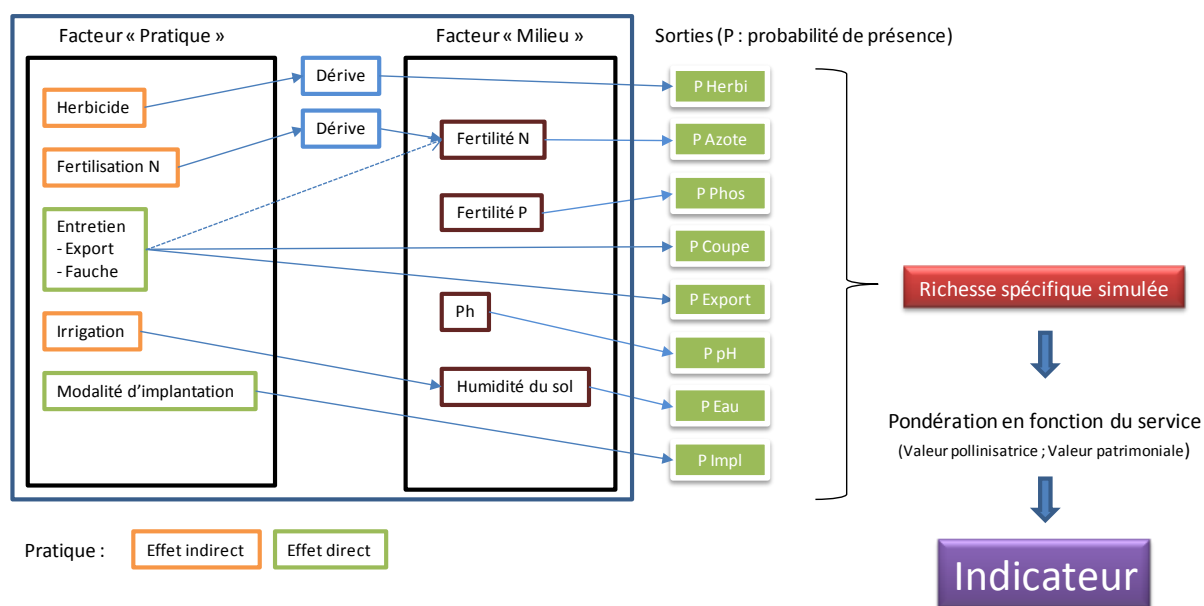 Facteur « Pratique »
Facteur « Milieu »
Sorties (P : probabilité de présence)
Herbicide
Fertilisation N
Entretien
- Export
- Fauche
Irrigation
Modalité d’implantation
Dérive
Dérive
Fertilité N
Fertilité P
Ph
Humidité du sol
P Herbi
P Azote
P Phos
P Coupe
P Export
P pH
P Eau
P Impl
Richesse spécifique simulée
Pondération en fonction du service
(Valeur pollinisatrice ; Valeur patrimoniale)
Indicateur
Pratique :
Effet indirect
Effet direct